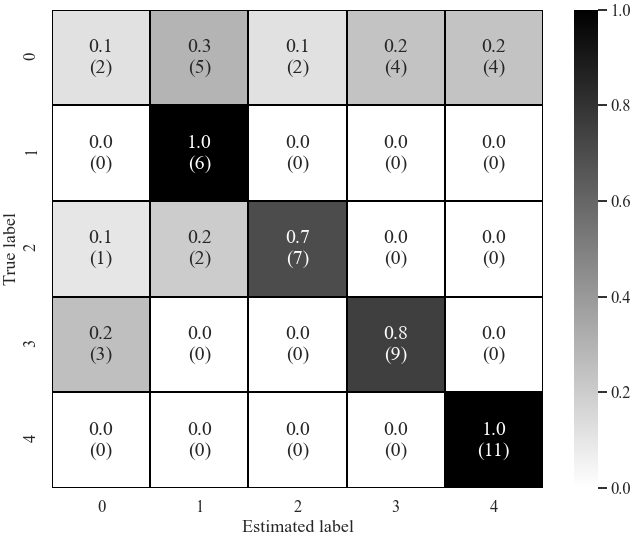 0.1 0.3 0.1 0.2 0.2
(2) (5) (2) (4) (4)
0.0 1.0 0.0 0.0 0.0
(0) (6) (0) (0) (0)
0.1 0.2 0.7 0.0 0.0
(1) (2) (7) (0) (0)
0.2 0.0 0.0 0.8 0.0
(3) (0) (0) (9) (0)
0.0 0.0 0.0 0.0 1.0
(0) (0) (0) (0) (11)
0 1 2 3 4
Estimated label
True label
0
1
2
3
4
1.0
0.8
0.6
0.4
0.2
0.0